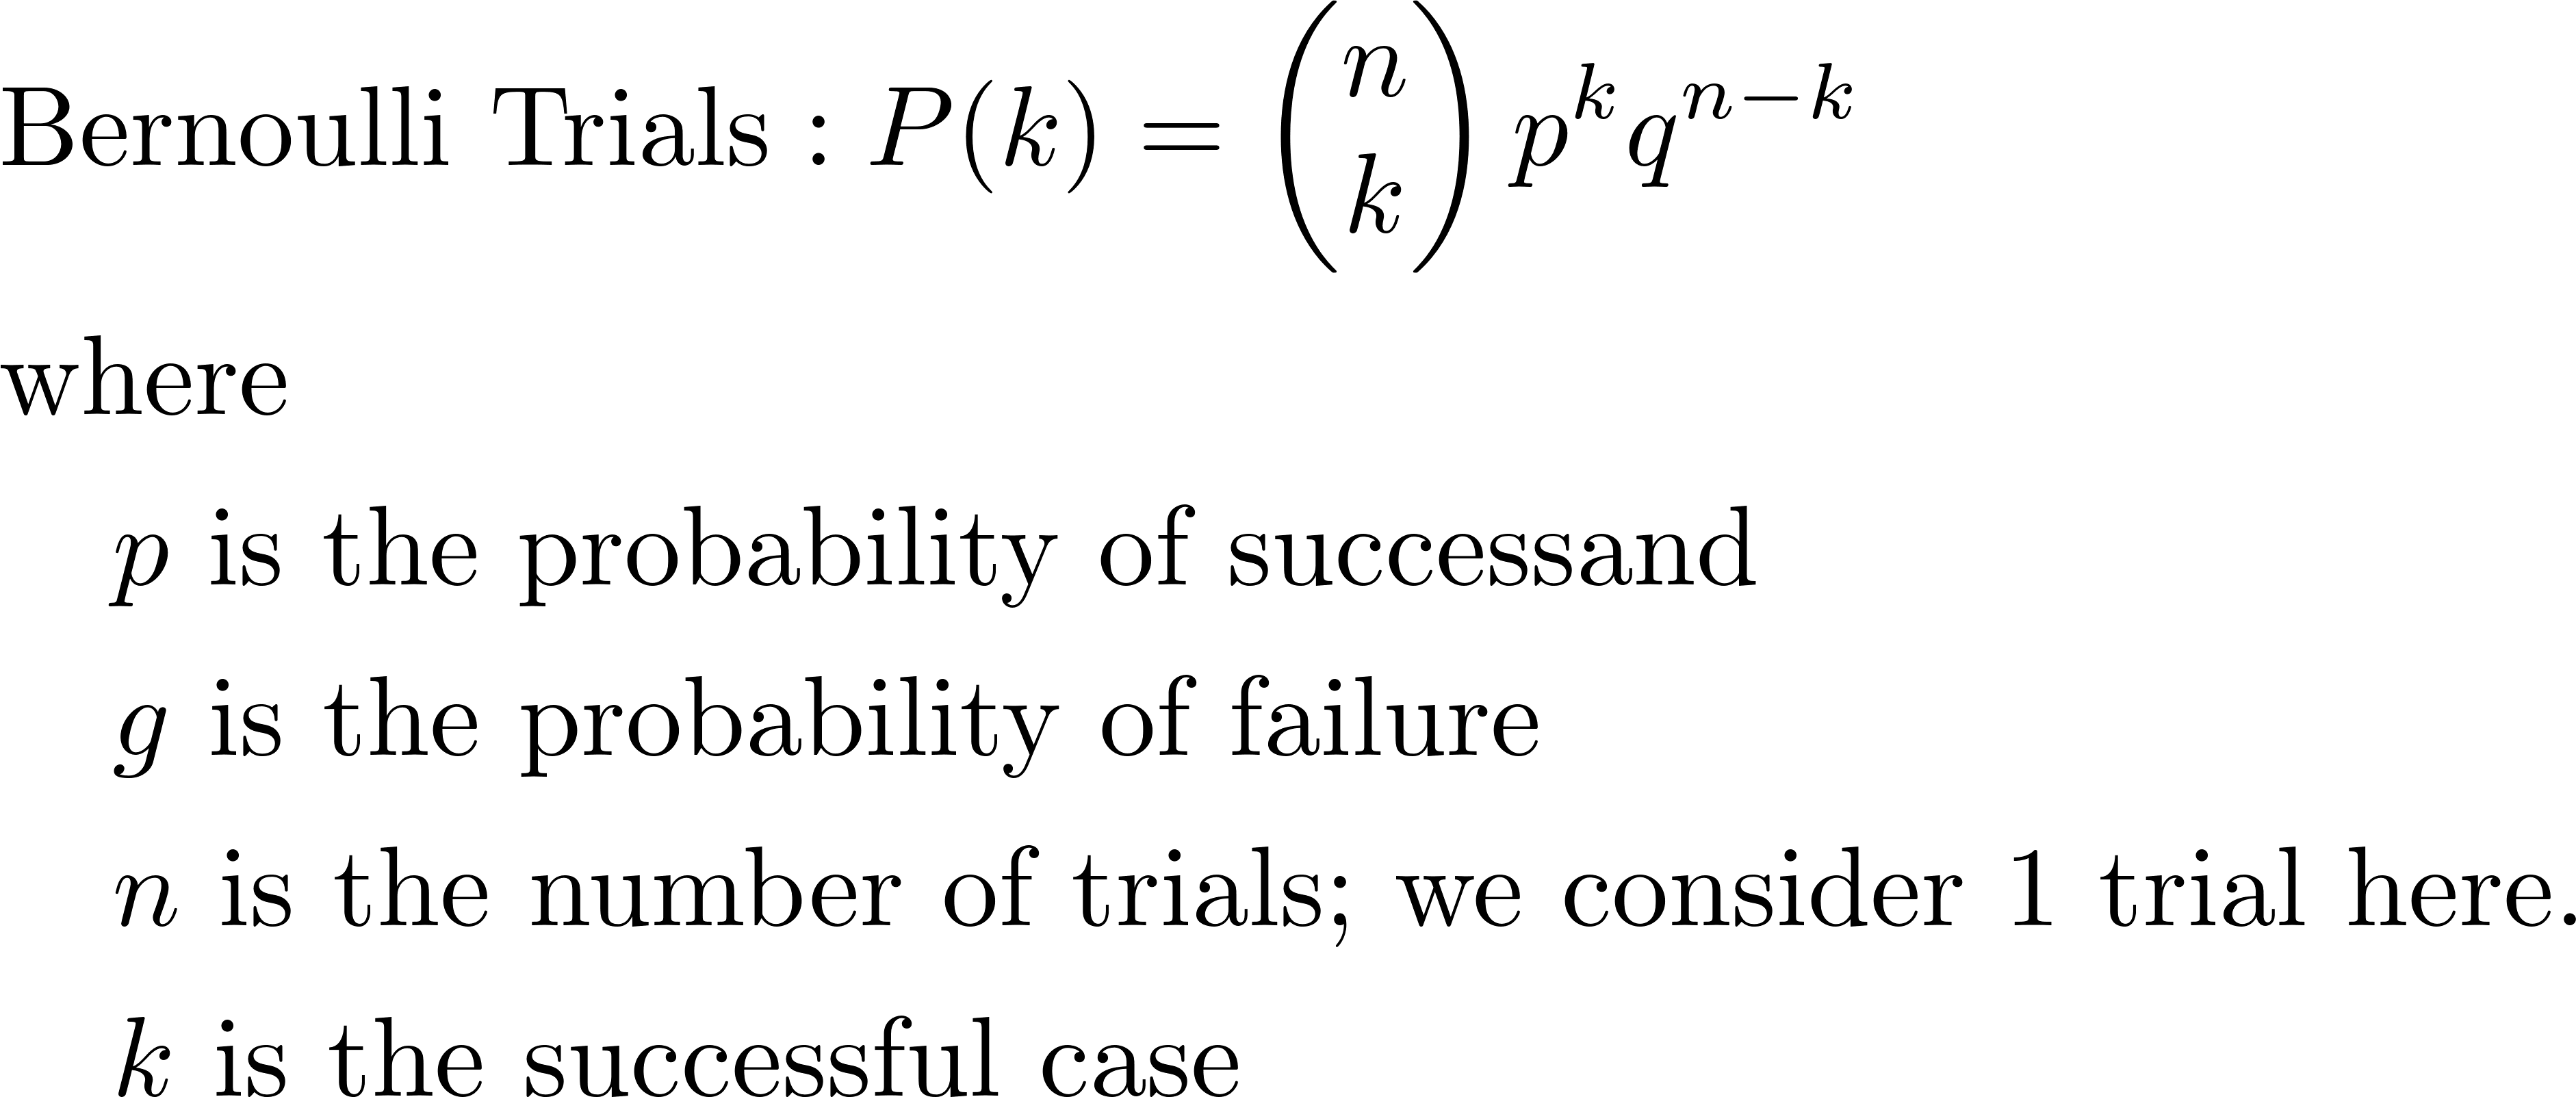 Bernoulli Trials : P(k) = \binom{n}{k} p^k q^{n-k}
where
p is the probability of successand
g is the probability of failure
n is the number of trials; we consider 1 trial here.
k is the successful case